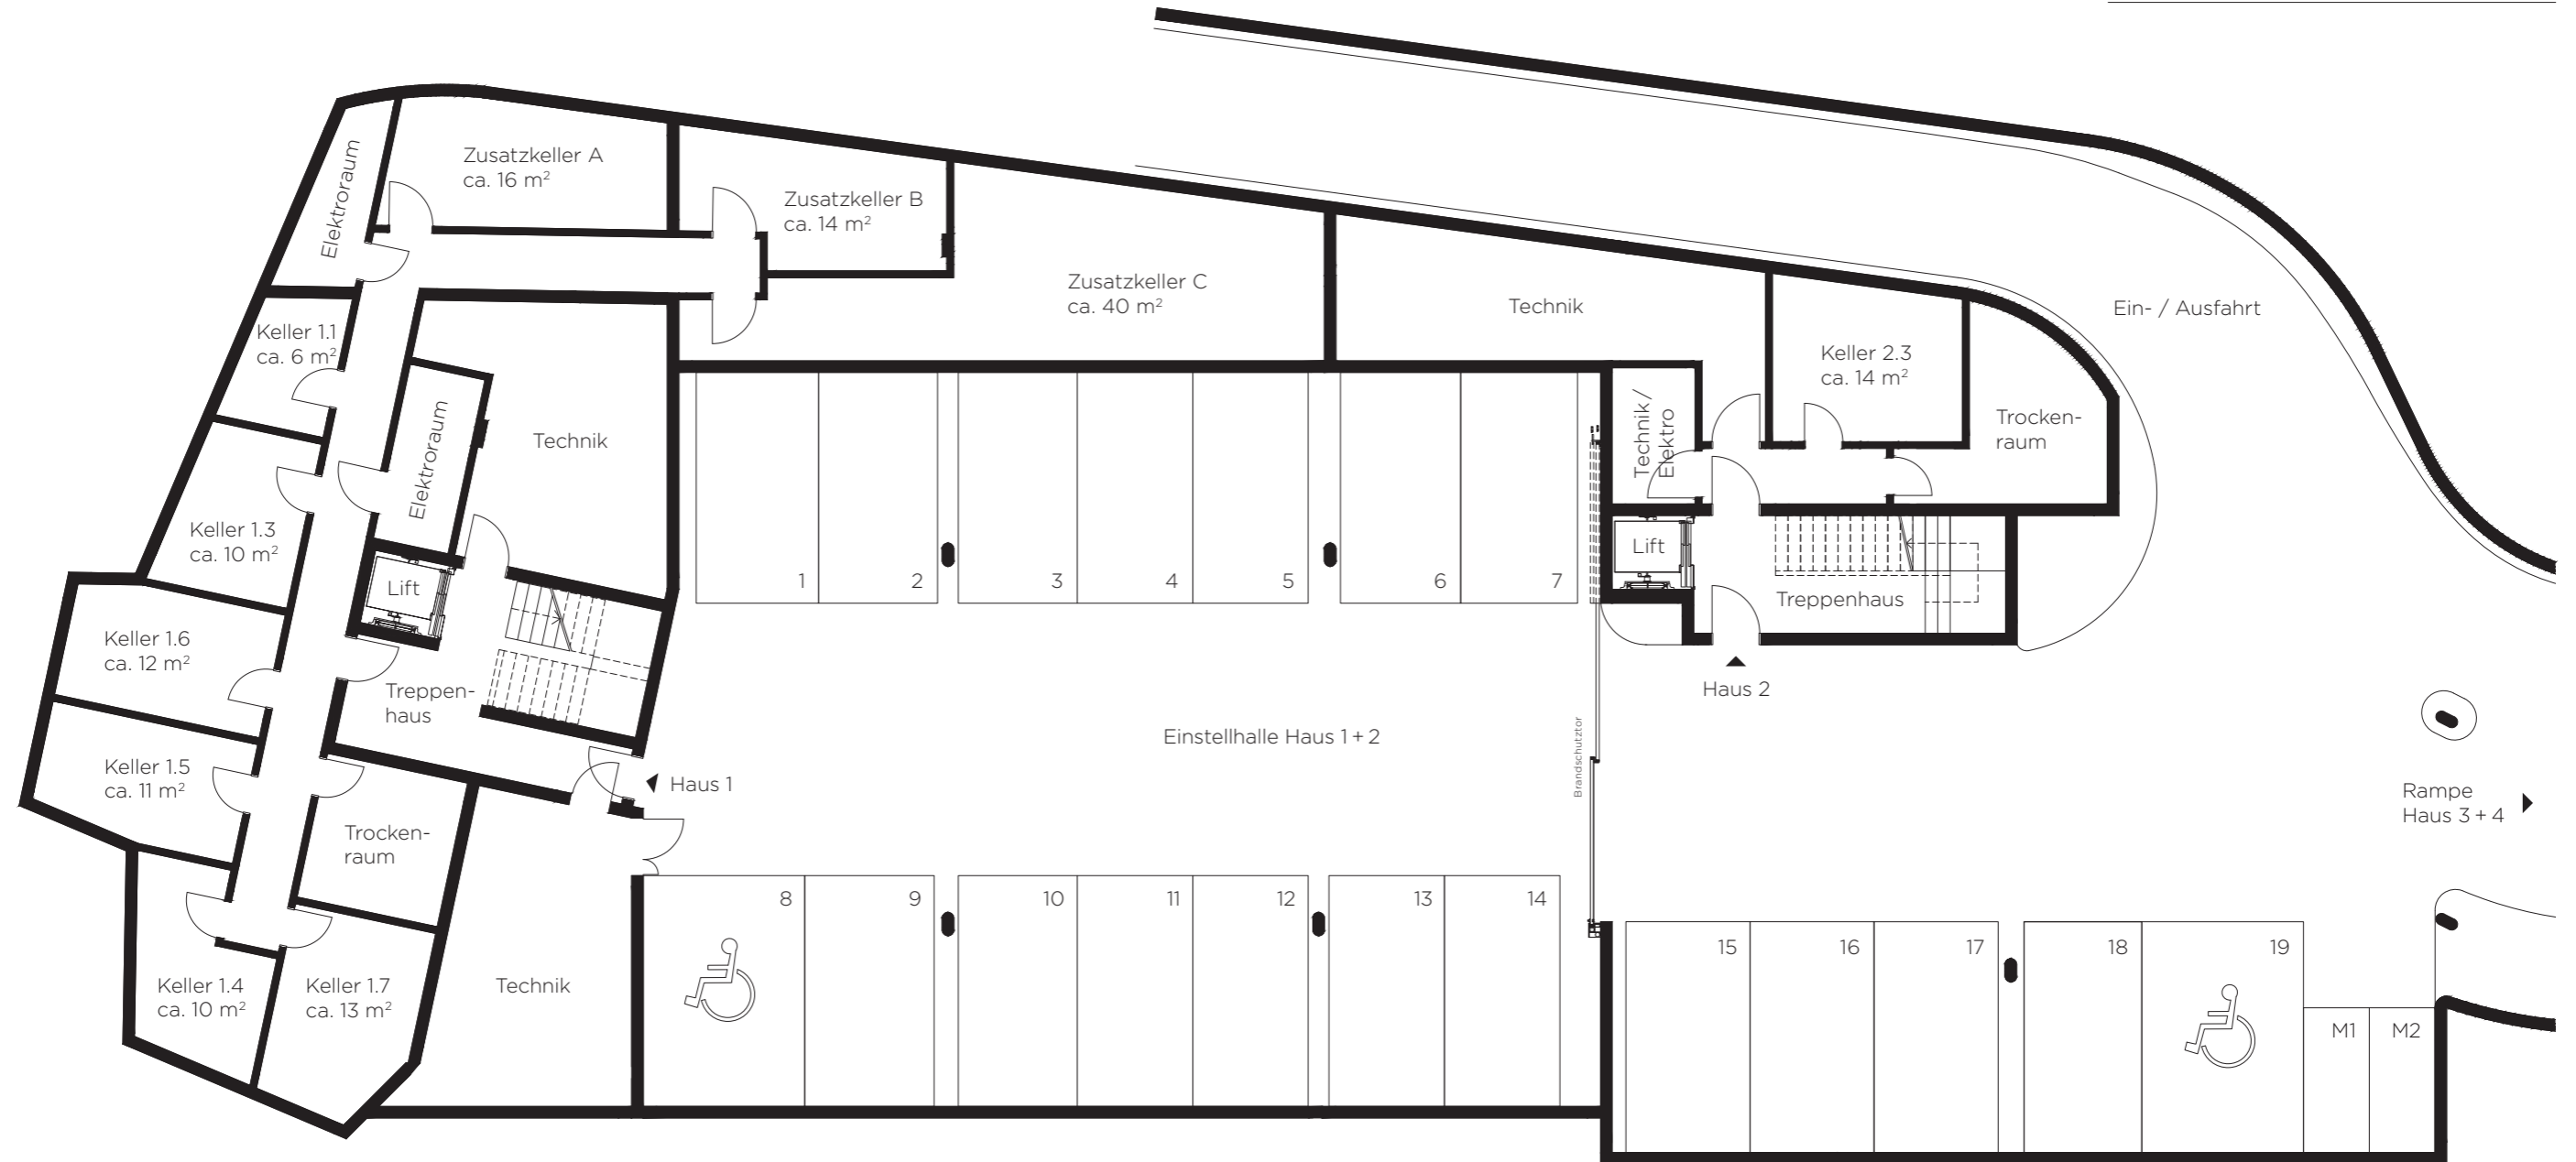 Elektroraum
Zusatzkeller A
ca. 16 m²
Zusatzkeller B
ca. 14 m²
Zusatzkeller C
ca. 40 m²
Technik
Ein- / Ausfahrt
Keller 1.1
ca. 6 m²
Keller 2.3
ca. 14 m²
Technik/
Elektro
Trocken-
raum
Elektroraum
Technik
Keller 1.3
ca. 10 m²
Lift
1
2
3
4
5
6
7
Lift
Treppenhaus
Keller 1.6
ca. 12 m²
Treppen-
haus
Haus 2
Einstellhalle Haus 1 + 2
Brandschutztor
Keller 1.5
ca. 11 m²
Haus 1
Rampe
Haus 3 + 4
Trocken-
raum
8
9
10
11
12
13
14
15
16
17
18
19
Keller 1.4
ca. 10 m²
Keller 1.7
ca. 13 m²
Technik
M1
M2